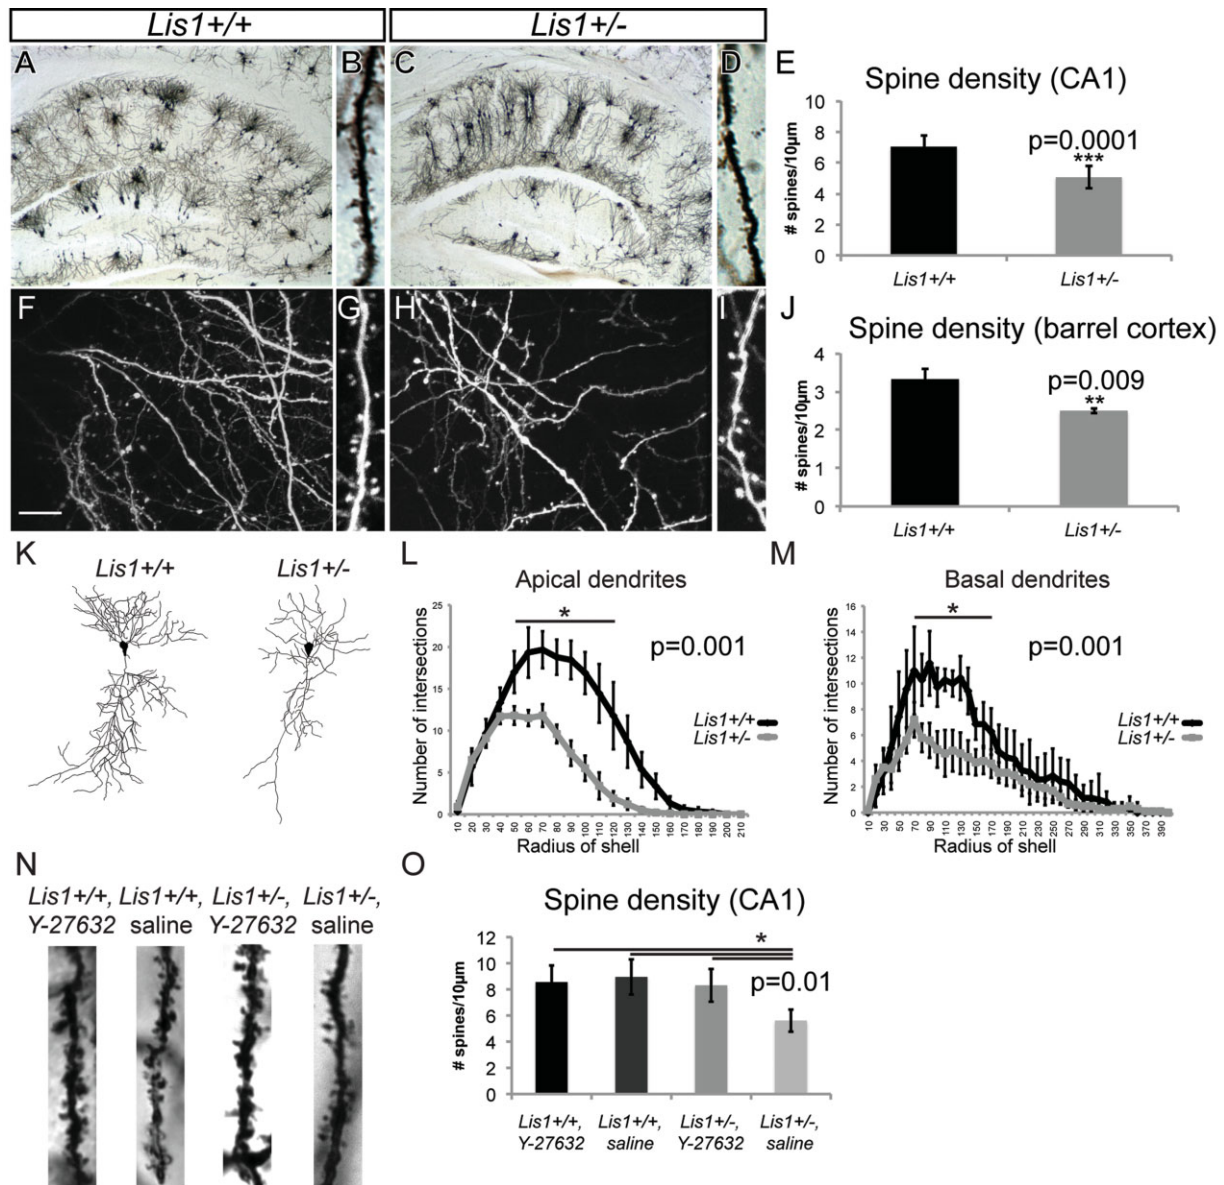 Lis1+/+
Lis1+/-
A
B
C
D
E
Spine density (CA1)
# spines/10μm
10
8
6
4
2
0
p=0.0001
***
Lis1+/+
Lis1+/-
F
G
H
I
J
Spine density (barrel cortex)
# spines/10μm
4
3
2
1
0
p=0.009
**
Lis1+/+
Lis1+/-
K
Lis1+/+
Lis1+/-
L
Apical dendrites
Number of intersections
25
20
15
10
5
0
*
p=0.001
Lis1+/+
Lis1+/-
10 20 30 40 50 60 70 80 90 100 110 120 130 140 150 160 170 180 190 200 210
Radius of shell
M
Basal dendrites
Number of intersections
16
14
12
10
8
6
4
2
0
*
p=0.001
Lis1+/+
Lis1+/-
10 30 50 70 90 110 130 150 170 190 210 230 250 270 290 310 330 350 370 390
Radius of shell
N
Lis1+/+, Lis1+/+, Lis1+/-, Lis1+/-,
Y-27632 saline Y-27632 saline
O
Spine density (CA1)
# spines/10μm
12
10
8
6
4
2
0
*
p=0.01
Lis1+/+, Lis1+/+, Lis1+/-, Lis1+/-,
Y-27632 saline Y-27632 saline